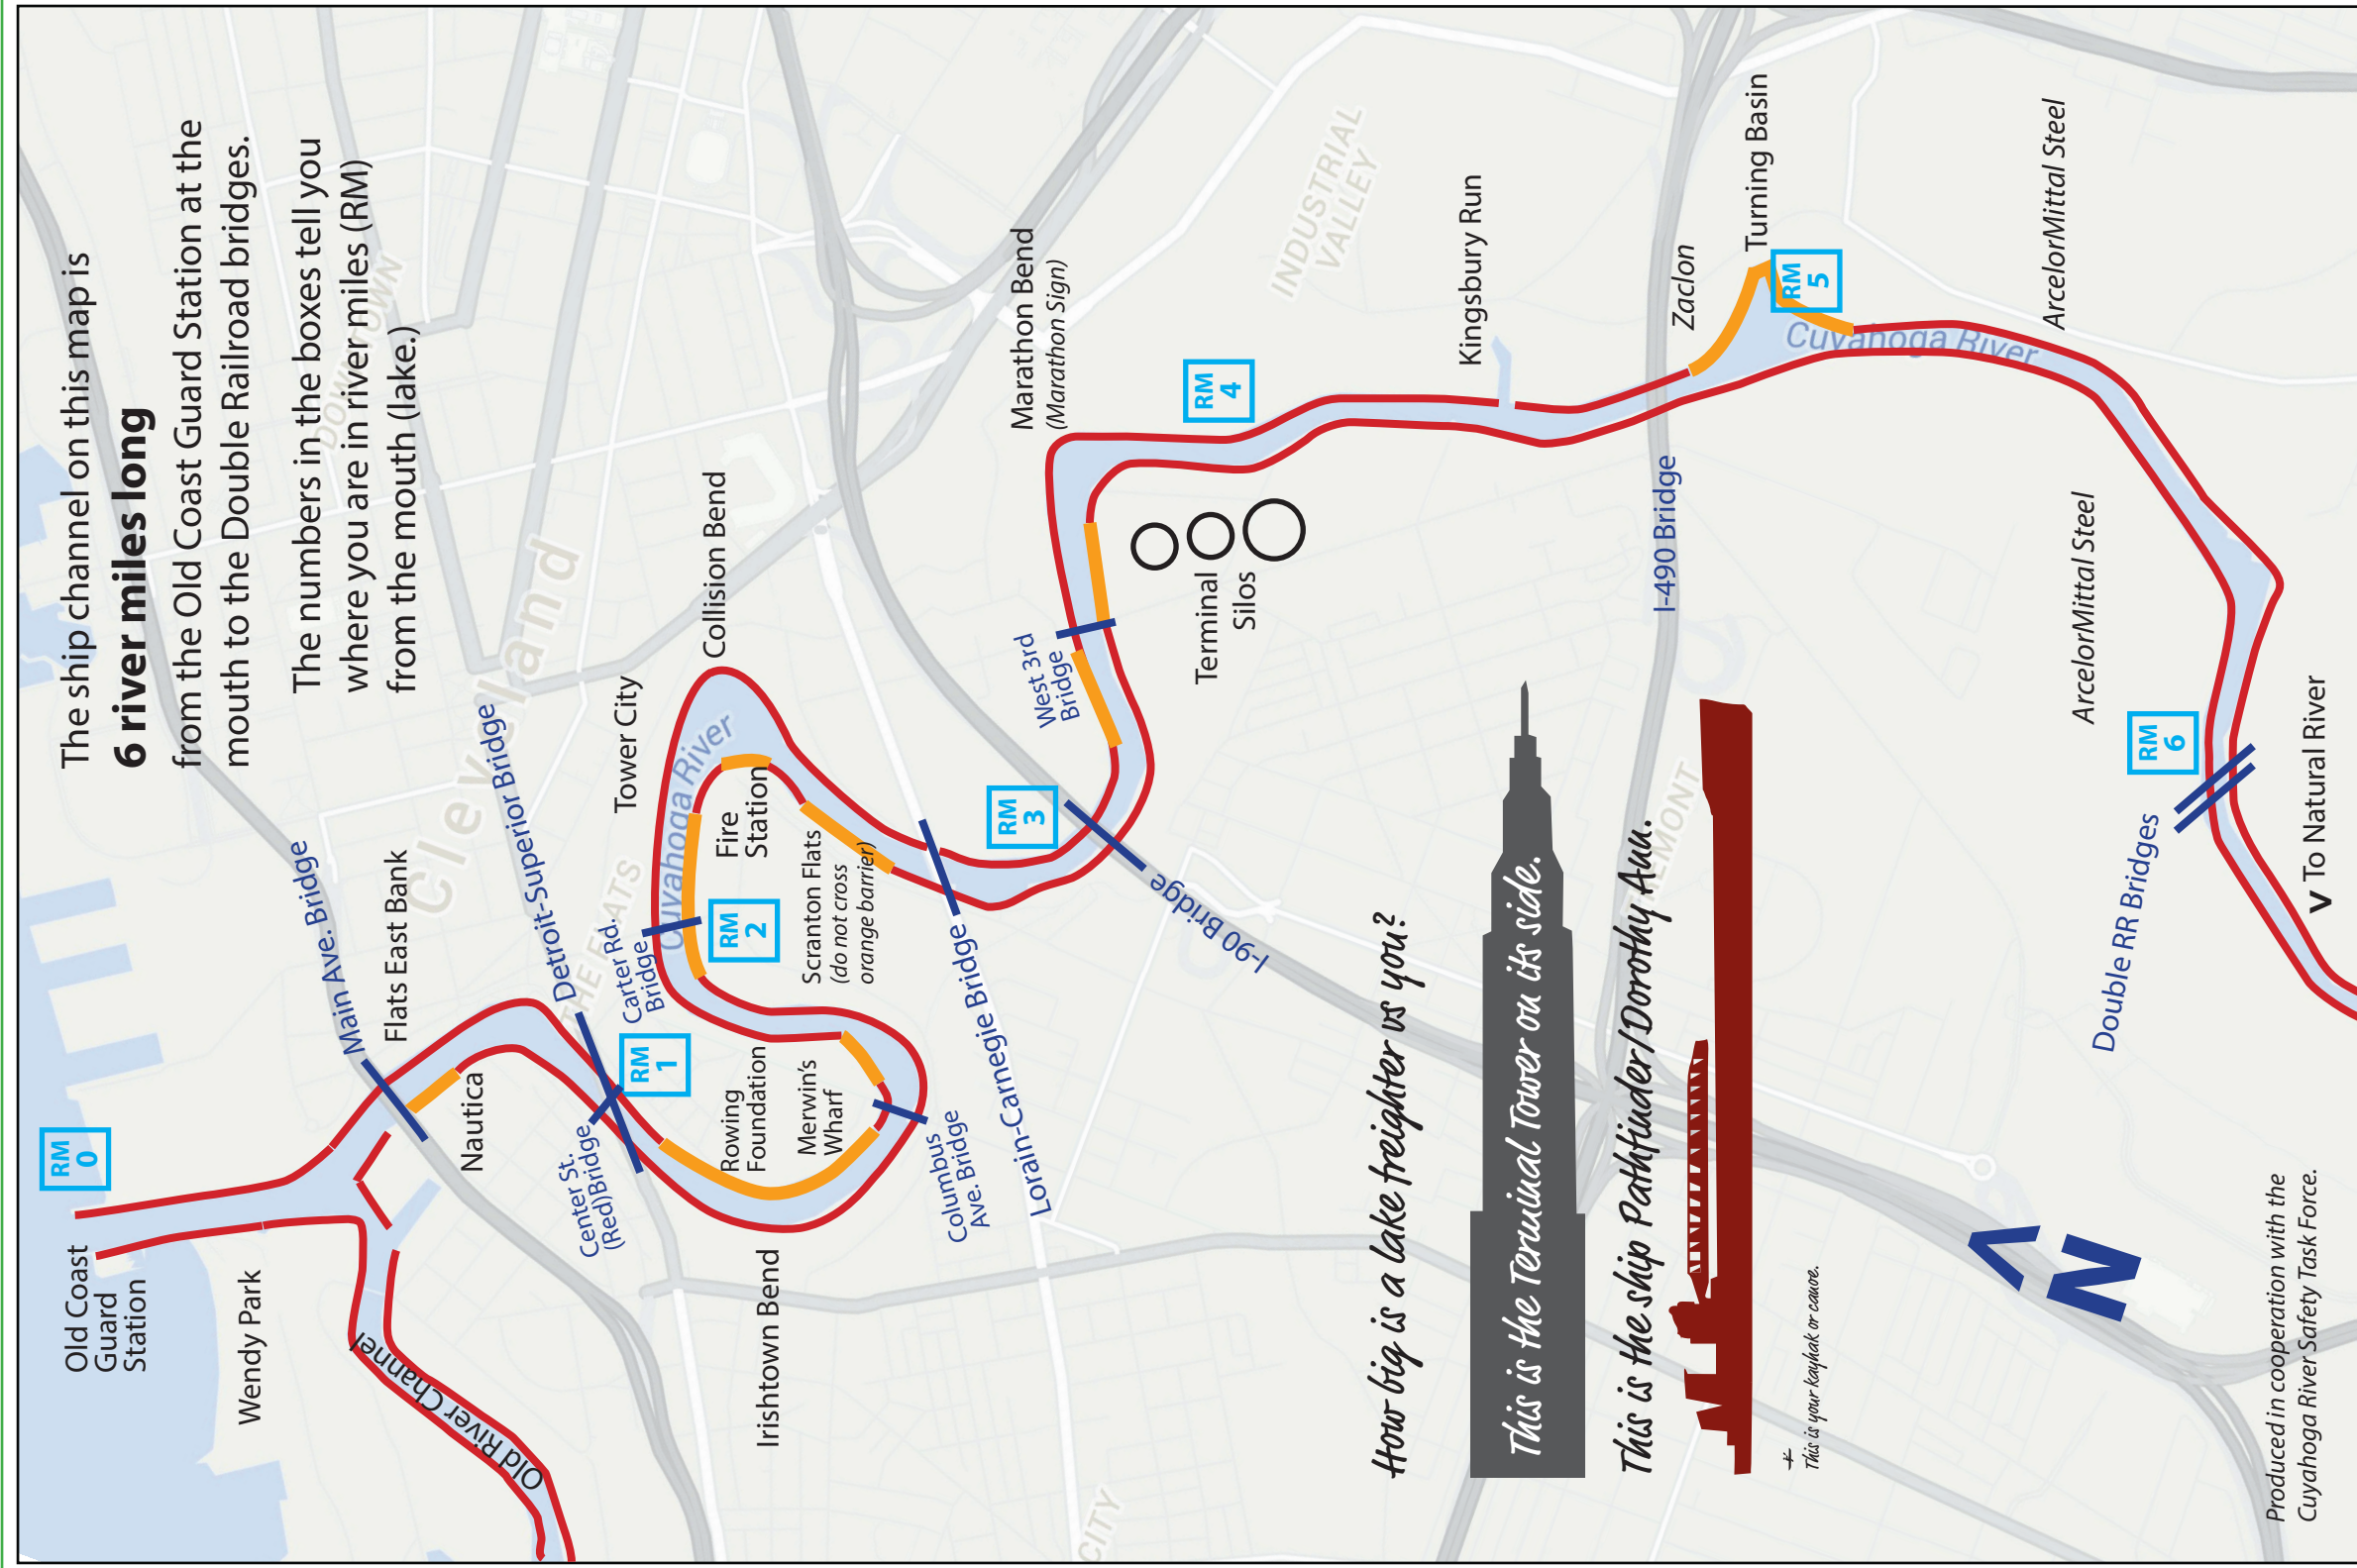 The ship channel on this map is
6 river miles long
from the Old Coast Guard Station at the
mouth to the Double Railroad bridges.
The numbers in the boxes tell you
where you are in river miles (RM)
from the mouth (lake.)
DOWNTOWN
Cleveland
THE FLATS
INDUSTRIAL
VALLEY
TREMONT
CITY
RM
0
Old Coast
Guard
Station
Wendy Park
Old River Channel
Main Ave. Bridge
Flats East Bank
Nautica
Detroit-Superior Bridge
Center St.
(Red)Bridge
RM
1
Irishtown Bend
Rowing
Foundation
Merwin's
Wharf
Columbus
Ave. Bridge
Carter Rd.
Bridge
RM
2
Cuyahoga River
Tower City
Fire
Station
Scranton Flats
(do not cross
orange barrier)
Collision Bend
Lorain-Carnegie Bridge
RM
3
I-90 Bridge
West 3rd
Bridge
Terminal
Silos
Marathon Bend
(Marathon Sign)
RM
4
Kingsbury Run
I-490 Bridge
Zaclon
Turning Basin
RM
5
Cuyahoga River
ArcelorMittal Steel
ArcelorMittal Steel
RM
6
Double RR Bridges
V To Natural River
How big is a lake freighter vs you?
This is the Terminal Tower on its side.
This is the ship Pathfinder/Dorothy Ann.
This is your kayhak or canoe.
N
Produced in cooperation with the
Cuyahoga River Safety Task Force.